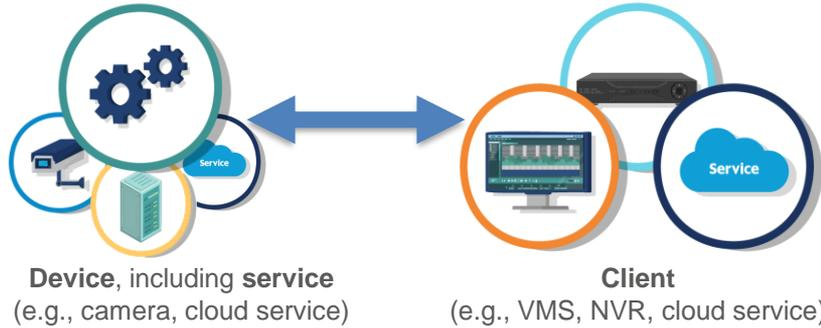 Service
Service
Device, including service
(e.g., camera, cloud service)
Client
(e.g., VMS, NVR, cloud service)